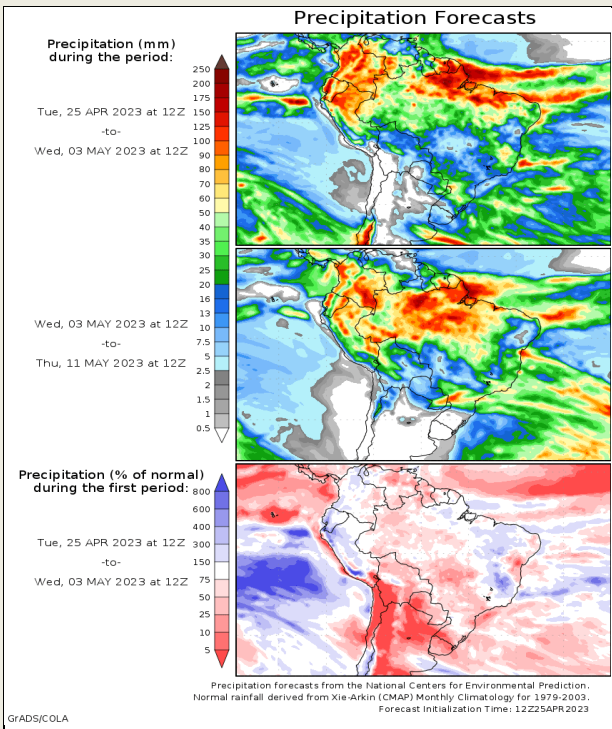 Precipitation Forecasts
Precipitation (mm)
during the period:
Tue, 25 APR 2023 at 12Z
-to-
Wed, 03 MAY 2023 at 12Z
250
200
175
150
125
100
90
80
70
60
50
40
35
30
25
20
16
13
10
7.5
5
2.5
2
1.5
1
0.5
Wed, 03 MAY 2023 at 12Z
-to-
Thu, 11 MAY 2023 at 12Z
Precipitation (% of normal)
during the first period:
Tue, 25 APR 2023 at 12Z
-to-
Wed, 03 MAY 2023 at 12Z
800
600
400
300
150
75
50
25
10
5
Precipitation forecasts from the National Centers for Environmental Prediction.
Normal rainfall derived from Xie-Arkin (CMAP) Monthly Climatology for 1979-2003.
Forecast Initialization Time: 12Z25APR2023
GrADS/COLA